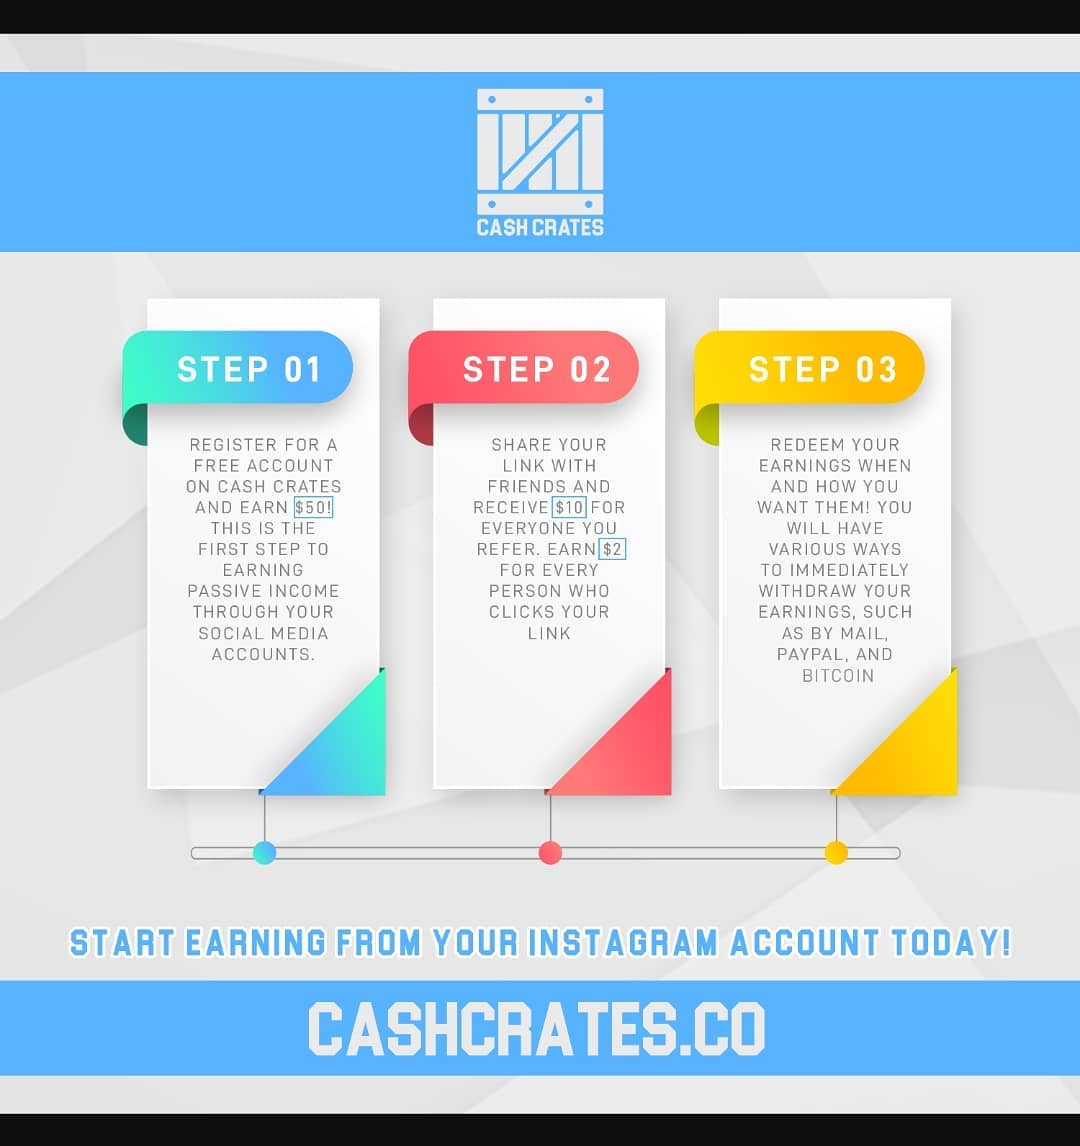 CASH CRATES
STEP 01
REGISTER FOR A
FREE ACCOUNT
ON CASH CRATES
AND EARN $50!
THIS IS THE
FIRST STEP TO
EARNING
PASSIVE INCOME
THROUGH YOUR
SOCIAL MEDIA
ACCOUNTS.
STEP 02
SHARE YOUR
LINK WITH
FRIENDS AND
RECEIVE $10 FOR
EVERYONE YOU
REFER. EARN $2
FOR EVERY
PERSON WHO
CLICKS YOUR
LINK
STEP 03
REDEEM YOUR
EARNINGS WHEN
AND HOW YOU
WANT THEM! YOU
WILL HAVE
VARIOUS WAYS
TO IMMEDIATELY
WITHDRAW YOUR
EARNINGS, SUCH
AS BY MAIL,
PAYPAL, AND
BITCOIN
START EARNING FROM YOUR INSTAGRAM ACCOUNT TODAY!
CASHCRATES.CO